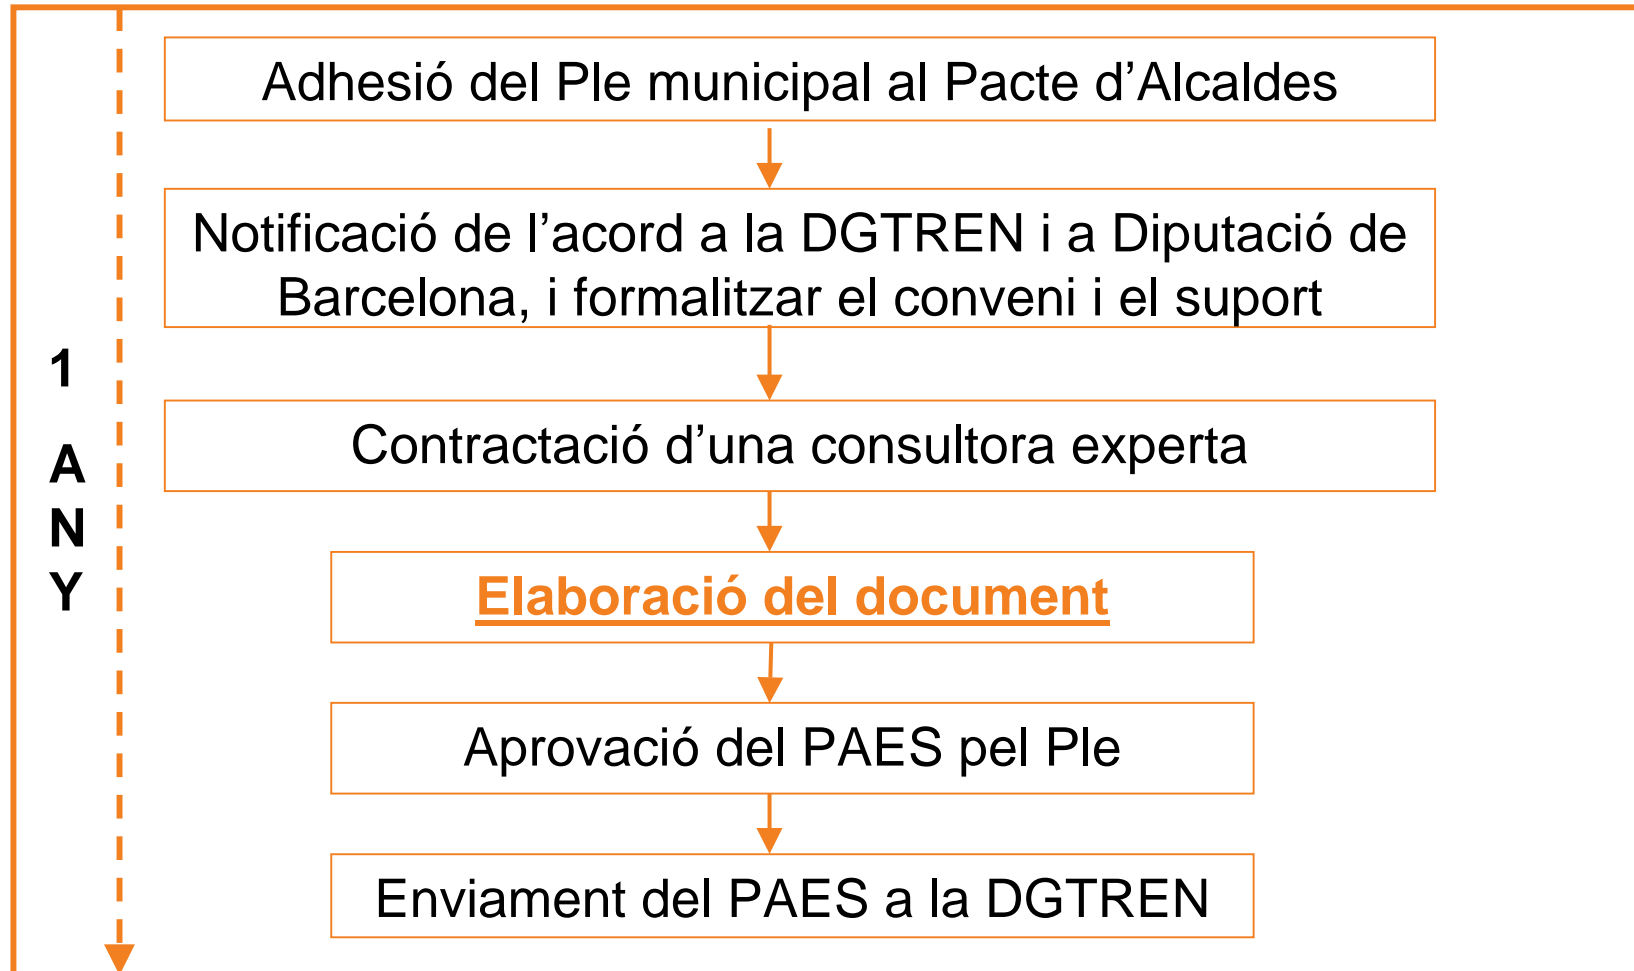 Adhesió del Ple municipal al Pacte d’Alcaldes
Notificació de l’acord a la DGTREN i a Diputació de
Barcelona, i formalitzar el conveni i el suport
1
A
N
Y
Contractació d’una consultora experta
Elaboració del document
Aprovació del PAES pel Ple
Enviament del PAES a la DGTREN